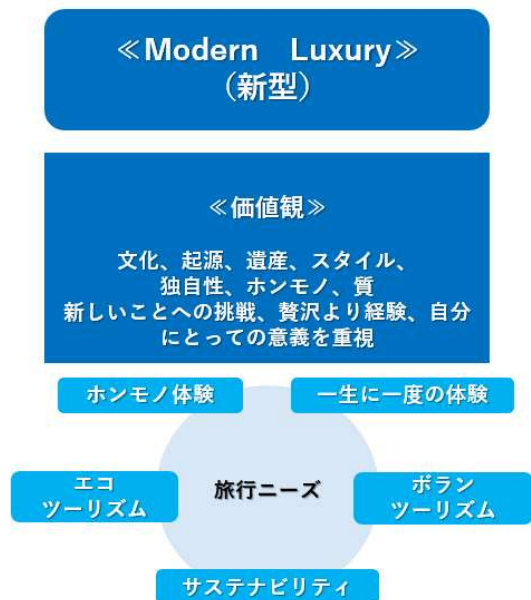 ≪Modern　Luxury≫
（新型）
≪価値観≫
文化、起源、遺産、スタイル、
独自性、ホンモノ、質
新しいことへの挑戦、贅沢より経験、自分
にとっての意義を重視
ホンモノ体験
一生に一度の体験
エコ
ツーリズム
旅行ニーズ
ボラン
ツーリズム
サステナビリティ